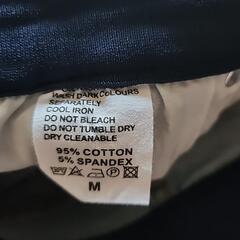 WASH DARK COLOURS
SEPARATELY
COOL IRON
DO NOT BLEACH
DO NOT TUMBLE DRY
DRY CLEANABLE
95% COTTON
5% SPANDEX
M